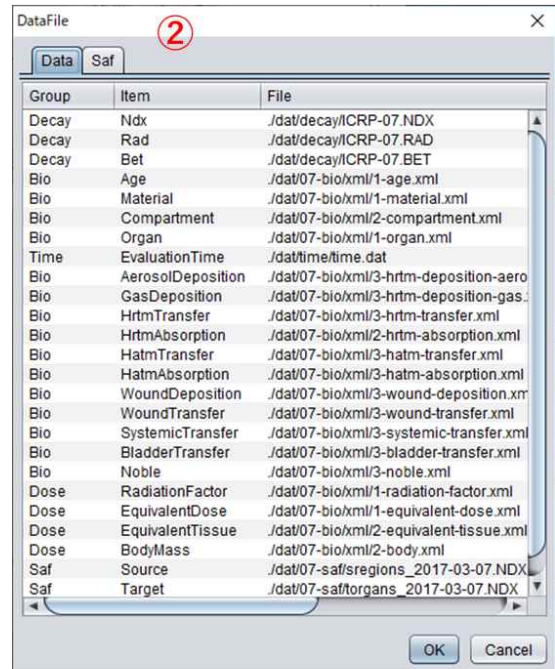 DataFile
②
Data Saf
Group Item File
Decay Ndx ./dat/decay/ICRP-07.NDX
Decay Rad ./dat/decay/ICRP-07.RAD
Decay Bet ./dat/decay/ICRP-07.BET
Bio Age ./dat/07-bio/xml/1-age.xml
Bio Material ./dat/07-bio/xml/1-material.xml
Bio Compartment ./dat/07-bio/xml/2-compartment.xml
Bio Organ ./dat/07-bio/xml/1-organ.xml
Time EvaluationTime ./dat/time/time.dat
Bio AerosolDeposition ./dat/07-bio/xml/3-hrtm-deposition-aero
Bio GasDeposition ./dat/07-bio/xml/3-hrtm-deposition-gas.
Bio HrtmTransfer ./dat/07-bio/xml/3-hrtm-transfer.xml
Bio HrtmAbsorption ./dat/07-bio/xml/2-hrtm-absorption.xml
Bio HatmTransfer ./dat/07-bio/xml/3-hatm-transfer.xml
Bio HatmAbsorption ./dat/07-bio/xml/3-hatm-absorption.xml
Bio WoundDeposition ./dat/07-bio/xml/3-wound-deposition.xm
Bio WoundTransfer ./dat/07-bio/xml/3-wound-transfer.xml
Bio SystemicTransfer ./dat/07-bio/xml/3-systemic-transfer.xml
Bio BladderTransfer ./dat/07-bio/xml/3-bladder-transfer.xml
Bio Noble ./dat/07-bio/xml/3-noble.xml
Dose RadiationFactor ./dat/07-bio/xml/1-radiation-factor.xml
Dose EquivalentDose ./dat/07-bio/xml/1-equivalent-dose.xml
Dose EquivalentTissue ./dat/07-bio/xml/2-equivalent-tissue.xml
Dose BodyMass ./dat/07-bio/xml/2-body.xml
Saf Source ./dat/07-saf/sregions_2017-03-07.NDX
Saf Target ./dat/07-saf/torgans_2017-03-07.NDX
OK Cancel